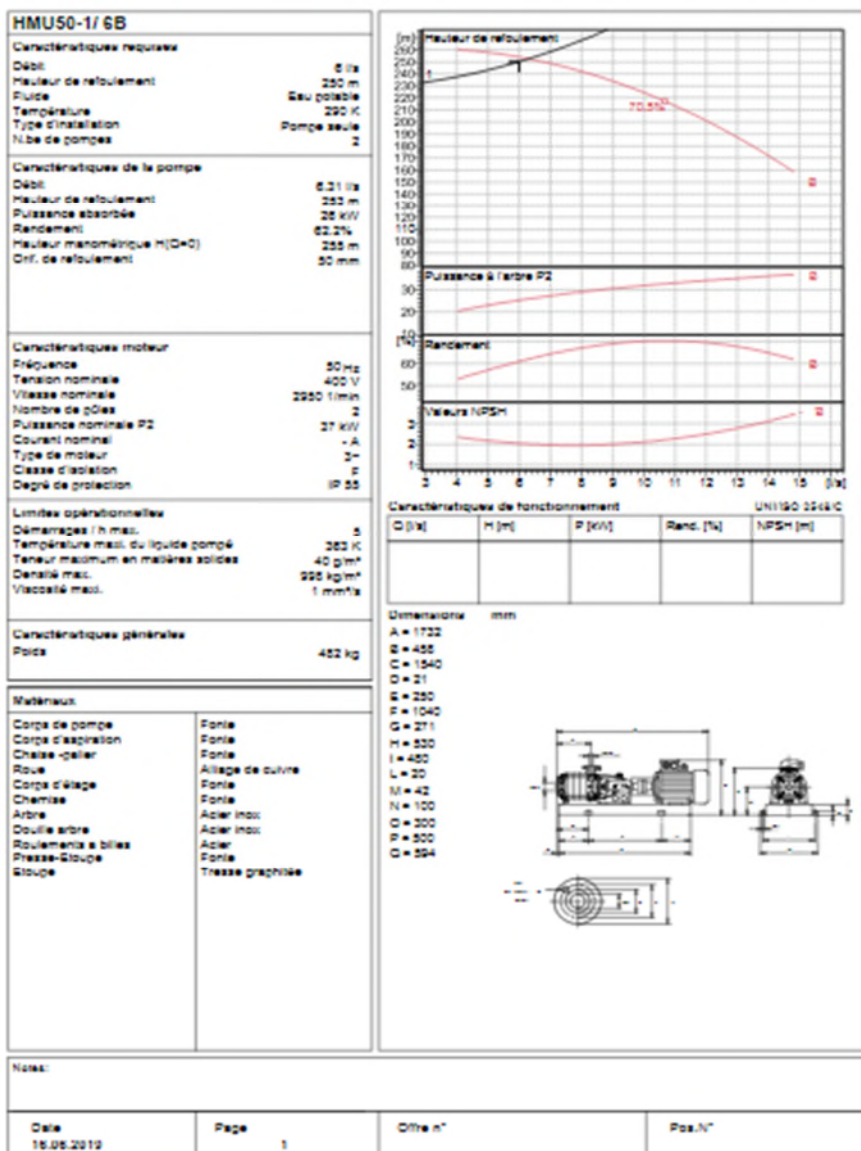 HMU50-1/ 6B
Caractéristiques requises
Débit 6 l/s
Hauteur de refoulement 250 m
Fluide Eau potable
Température 290 K
Type d'installation Pompe seule
N.be de pompes 2
Caractéristiques de la pompe
Débit 6.21 l/s
Hauteur de refoulement 253 m
Puissance absorbée 26 kW
Rendement 62.2%
Hauteur manométrique H(Q=0) 255 m
Orif. de refoulement 50 mm
Caractéristiques moteur
Fréquence 50 Hz
Tension nominale 400 V
Vitesse nominale 2950 1/min
Nombre de pôles 2
Puissance nominale P2 37 kW
Courant nominal - A
Type de moteur 3~
Classe d'isolation F
Degré de protection IP 55
Limites opérationnelles
Démarrages / h max. 5
Température maxi. du liquide pompé 363 K
Teneur maximum en matières solides 40 g/m³
Densité max. 998 kg/m³
Viscosité maxi. 1 mm²/s
Caractéristiques générales
Poids 482 kg
Matériaux
Corps de pompe Fonte
Corps d'aspiration Fonte
Chaise -palier Fonte
Roue Alliage de cuivre
Corps d'étage Fonte
Chemise Fonte
Arbre Acier inox
Douille arbre Acier inox
Roulements a billes Acier
Presse-Etoupe Fonte
Etoupe Tresse graphitée
[m] Hauteur de refoulement
260
250
240
230
220
210
200
190
180
170
160
150
140
130
120
110
100
90
80
1
70.5%
B
Puissance à l'arbre P2
30
20
10
B
[%] Rendement
60
50
B
Valeurs NPSH
3
2
1
B
3 4 5 6 7 8 9 10 11 12 13 14 15 [l/s]
Caractéristiques de fonctionnement UNI/ISO 2548/C
Q [l/s] H [m] P [kW] Rend. [%] NPSH [m]
Dimensions mm
A = 1732
B = 458
C = 1540
D = 21
E = 250
F = 1040
G = 271
H = 530
I = 480
L = 20
M = 42
N = 100
O = 300
P = 500
Q = 594
Notes:
Date Page Offre n° Pos.N°
16.06.2019 1